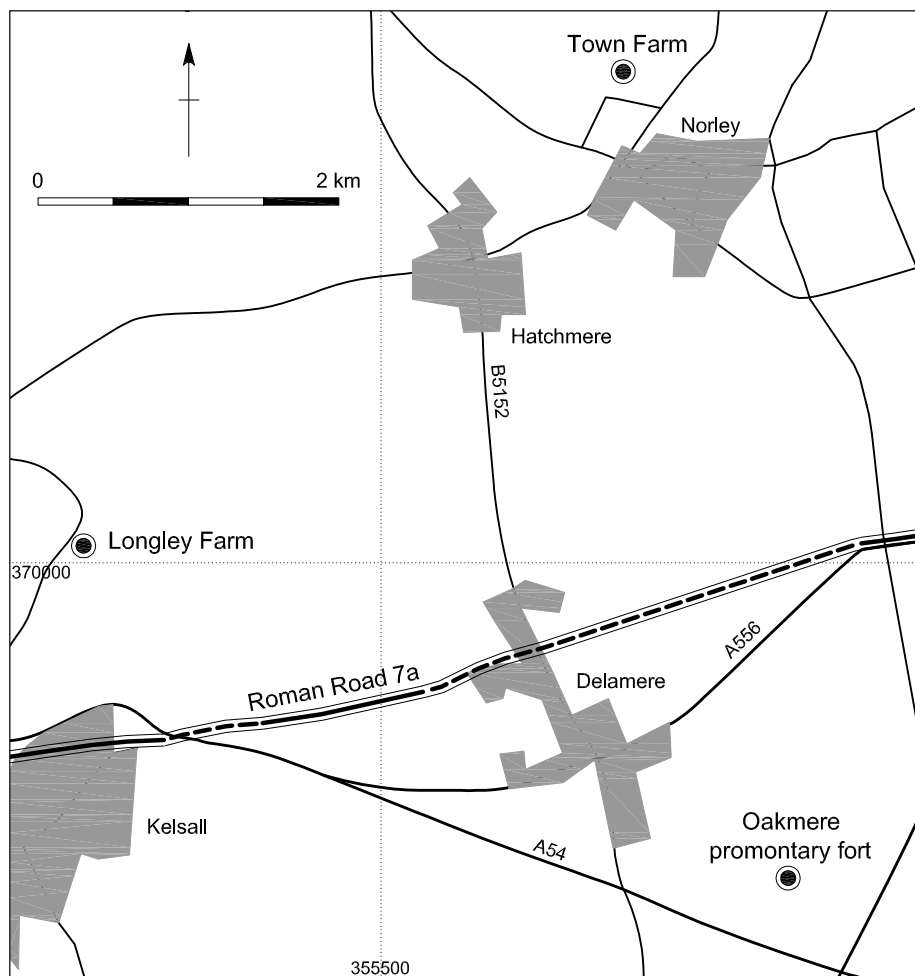 Town Farm
Norley
0
2 km
Hatchmere
B5152
Longley Farm
370000
A556
Roman Road 7a
Delamere
Kelsall
A54
Oakmere
promontary fort
355500